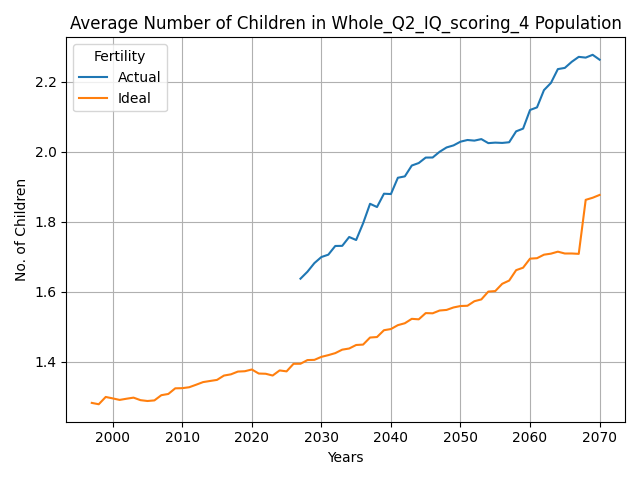 Average Number of Children in Whole_Q2_IQ_scoring_4 Population
Fertility
Actual
Ideal
2.2
2.0
1.8
1.6
1.4
No. of Children
2000 2010 2020 2030 2040 2050 2060 2070
Years